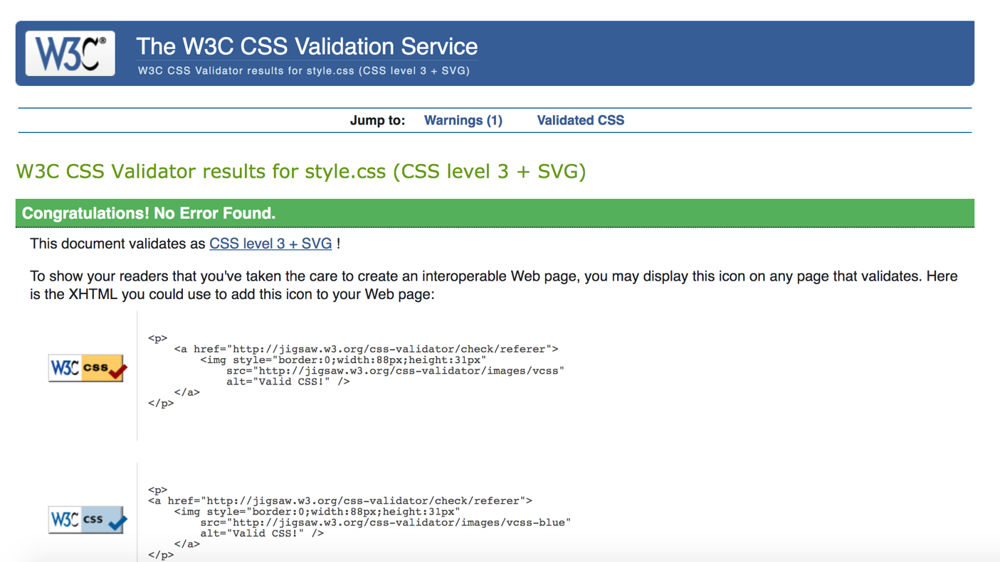 W3C®
The W3C CSS Validation Service
W3C CSS Validator results for style.css (CSS level 3 + SVG)
Jump to: Warnings (1) Validated CSS
W3C CSS Validator results for style.css (CSS level 3 + SVG)
Congratulations! No Error Found.
This document validates as CSS level 3 + SVG !
To show your readers that you've taken the care to create an interoperable Web page, you may display this icon on any page that validates. Here
is the XHTML you could use to add this icon to your Web page:
W3C css
<p>
    <a href="http://jigsaw.w3.org/css-validator/check/referer">
        <img style="border:0;width:88px;height:31px"
            src="http://jigsaw.w3.org/css-validator/images/vcss"
            alt="Valid CSS!" />
    </a>
</p>
W3C css
<p>
<a href="http://jigsaw.w3.org/css-validator/check/referer">
    <img style="border:0;width:88px;height:31px"
        src="http://jigsaw.w3.org/css-validator/images/vcss-blue"
        alt="Valid CSS!" />
    </a>
</p>